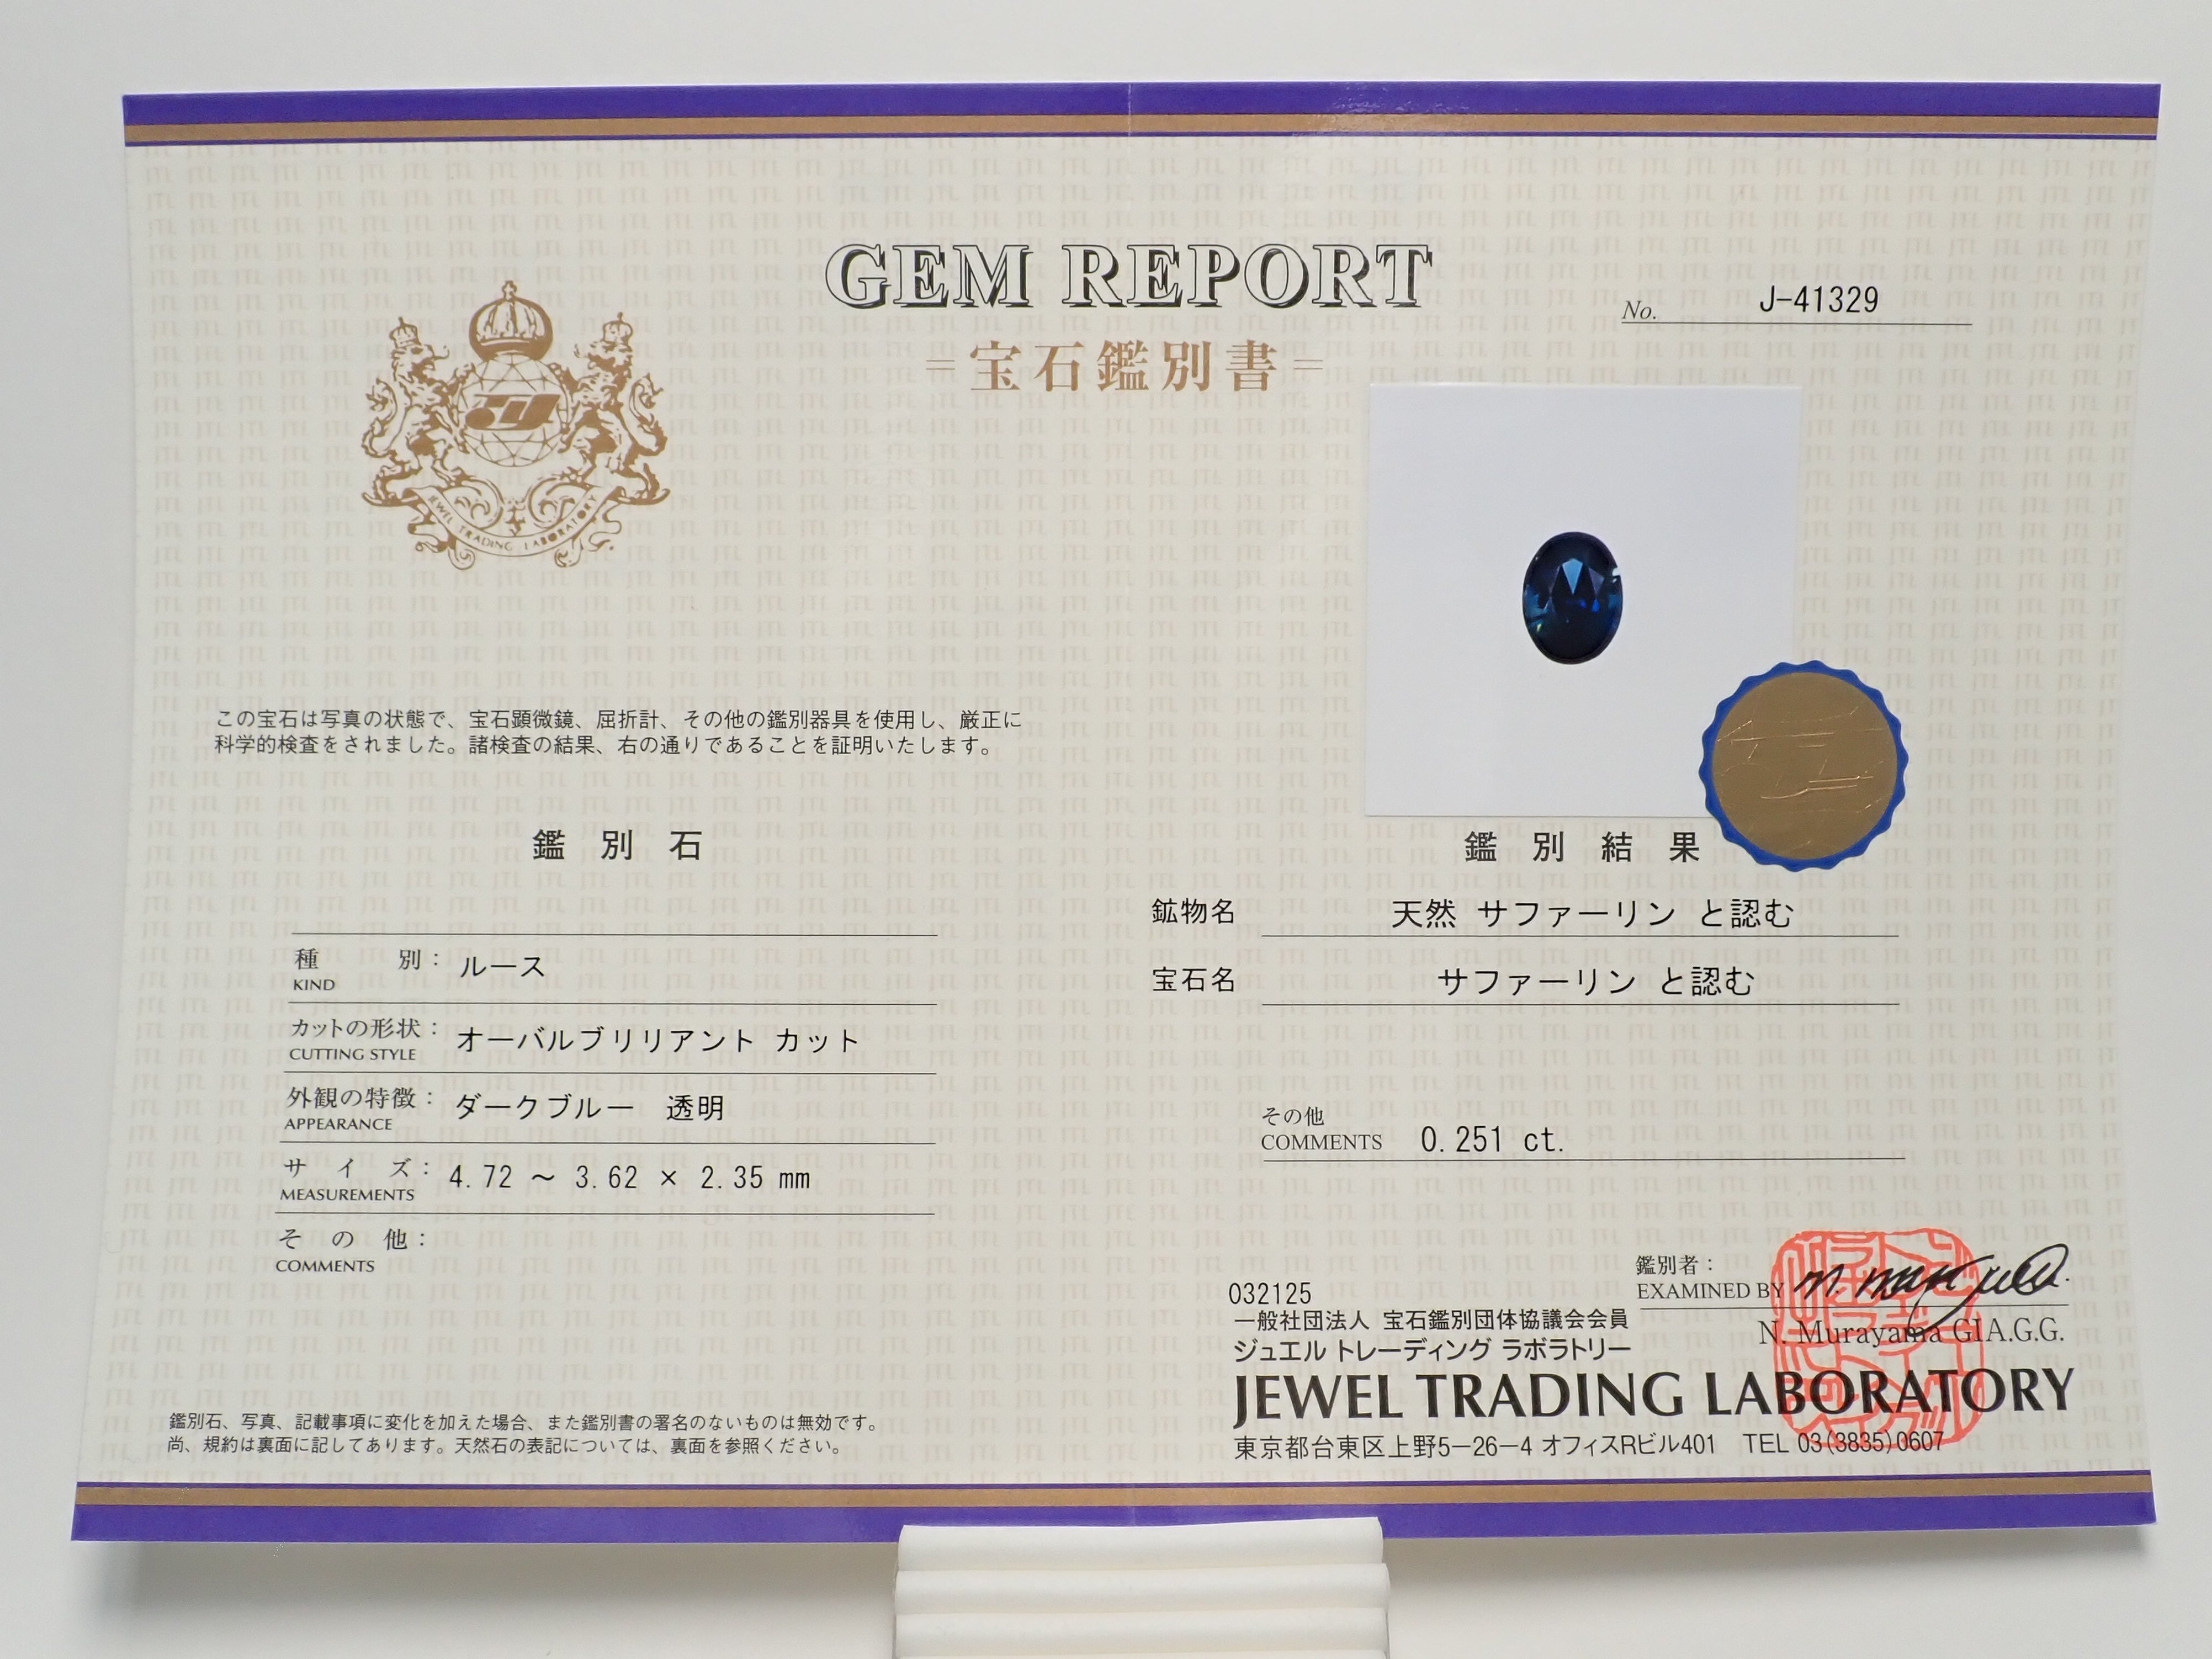 GEM REPORT
=宝石鑑別書=
No. J-41329
JEWEL TRADING LABORATORY
この宝石は写真の状態で、宝石顕微鏡、屈折計、その他の鑑別器具を使用し、厳正に
科学的検査をされました。諸検査の結果、右の通りであることを証明いたします。
鑑別石
種別: ルース
KIND
カットの形状: オーバルブリリアント カット
CUTTING STYLE
外観の特徴: ダークブルー 透明
APPEARANCE
サイズ: 4.72 〜 3.62 × 2.35 mm
MEASUREMENTS
その他:
COMMENTS
鑑別石、写真、記載事項に変化を加えた場合、また鑑別書の署名のないものは無効です。
尚、規約は裏面に記してあります。天然石の表記については、裏面を参照ください。
鑑別結果
鉱物名 天然 サファーリン と認む
宝石名 サファーリン と認む
その他
COMMENTS 0.251 ct.
鑑別者:
EXAMINED BY
N. Murayama GIA.G.G.
032125
一般社団法人 宝石鑑別団体協議会会員
ジュエル トレーディング ラボラトリー
JEWEL TRADING LABORATORY
東京都台東区上野5−26−4 オフィスRビル401 TEL 03(3835)0607